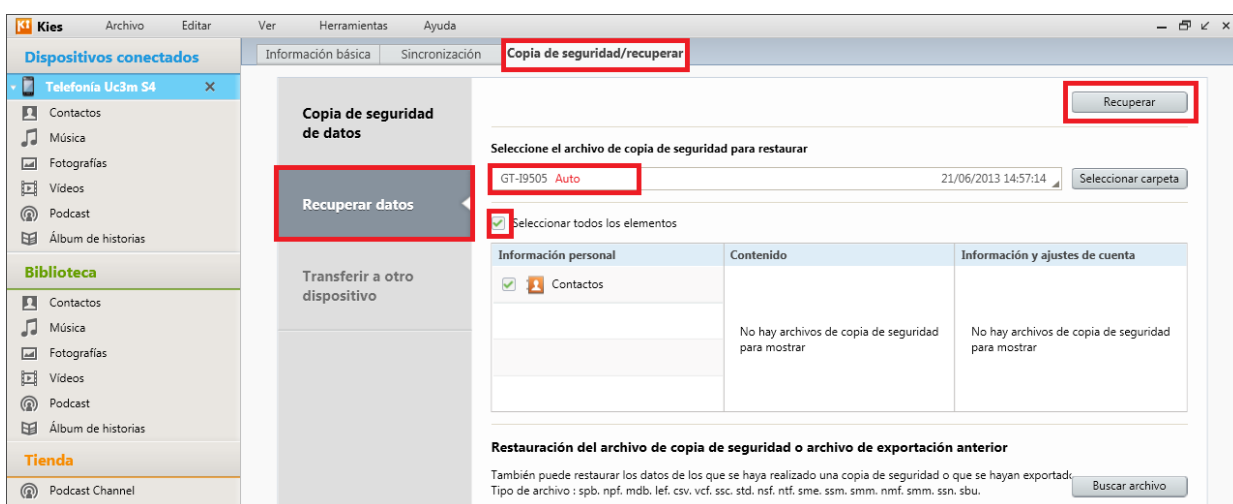 Kies Archivo Editar Ver Herramientas Ayuda
Dispositivos conectados
Telefonía Uc3m S4
Contactos
Música
Fotografías
Vídeos
Podcast
Álbum de historias
Biblioteca
Contactos
Música
Fotografías
Vídeos
Podcast
Álbum de historias
Tienda
Podcast Channel
Información básica Sincronización Copia de seguridad/recuperar
Copia de seguridad
de datos
Recuperar datos
Transferir a otro
dispositivo
Recuperar
Seleccione el archivo de copia de seguridad para restaurar
GT-I9505 Auto 21/06/2013 14:57:14 Seleccionar carpeta
Seleccionar todos los elementos
Información personal Contenido Información y ajustes de cuenta
Contactos
No hay archivos de copia de seguridad
para mostrar
No hay archivos de copia de seguridad
para mostrar
Restauración del archivo de copia de seguridad o archivo de exportación anterior
También puede restaurar los datos de los que se haya realizado una copia de seguridad o que se hayan
Tipo de archivo : spb. npf. mdb. lef. csv. vcf. ssc. std. nsf. ntf. sme. ssm. smm. nmf. smm. ssn. sbu.
Buscar archivo